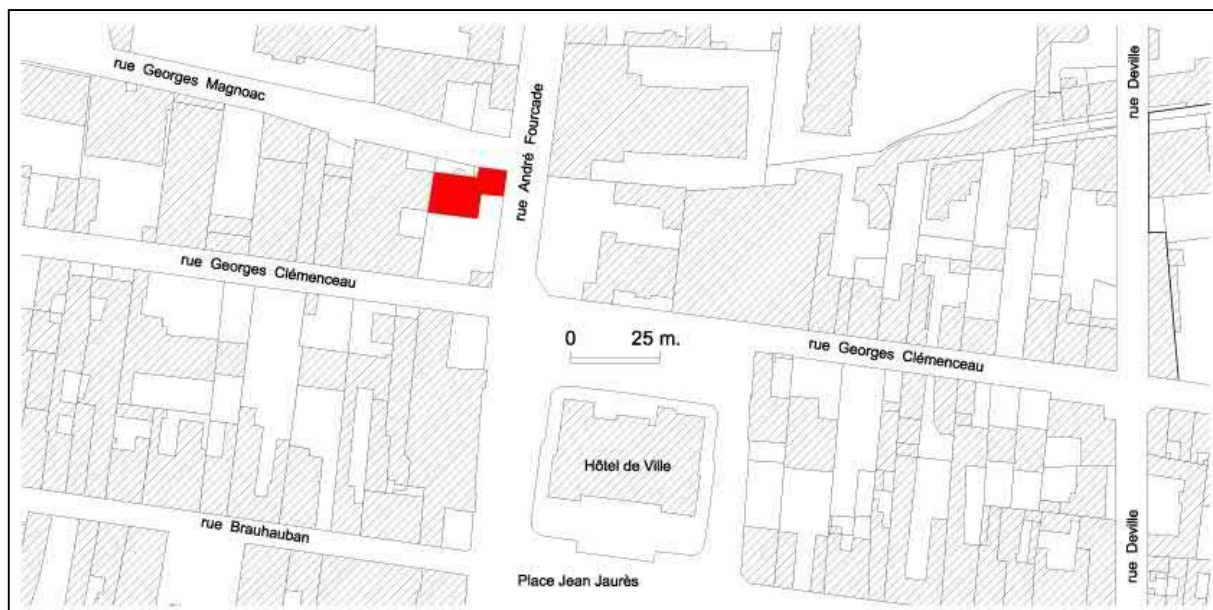 rue Georges Magnoac
rue André Fourcade
rue Deville
rue Georges Clémenceau
0 25 m.
rue Georges Clémenceau
Hôtel de Ville
rue Brauhauban
Place Jean Jaurès
rue Deville